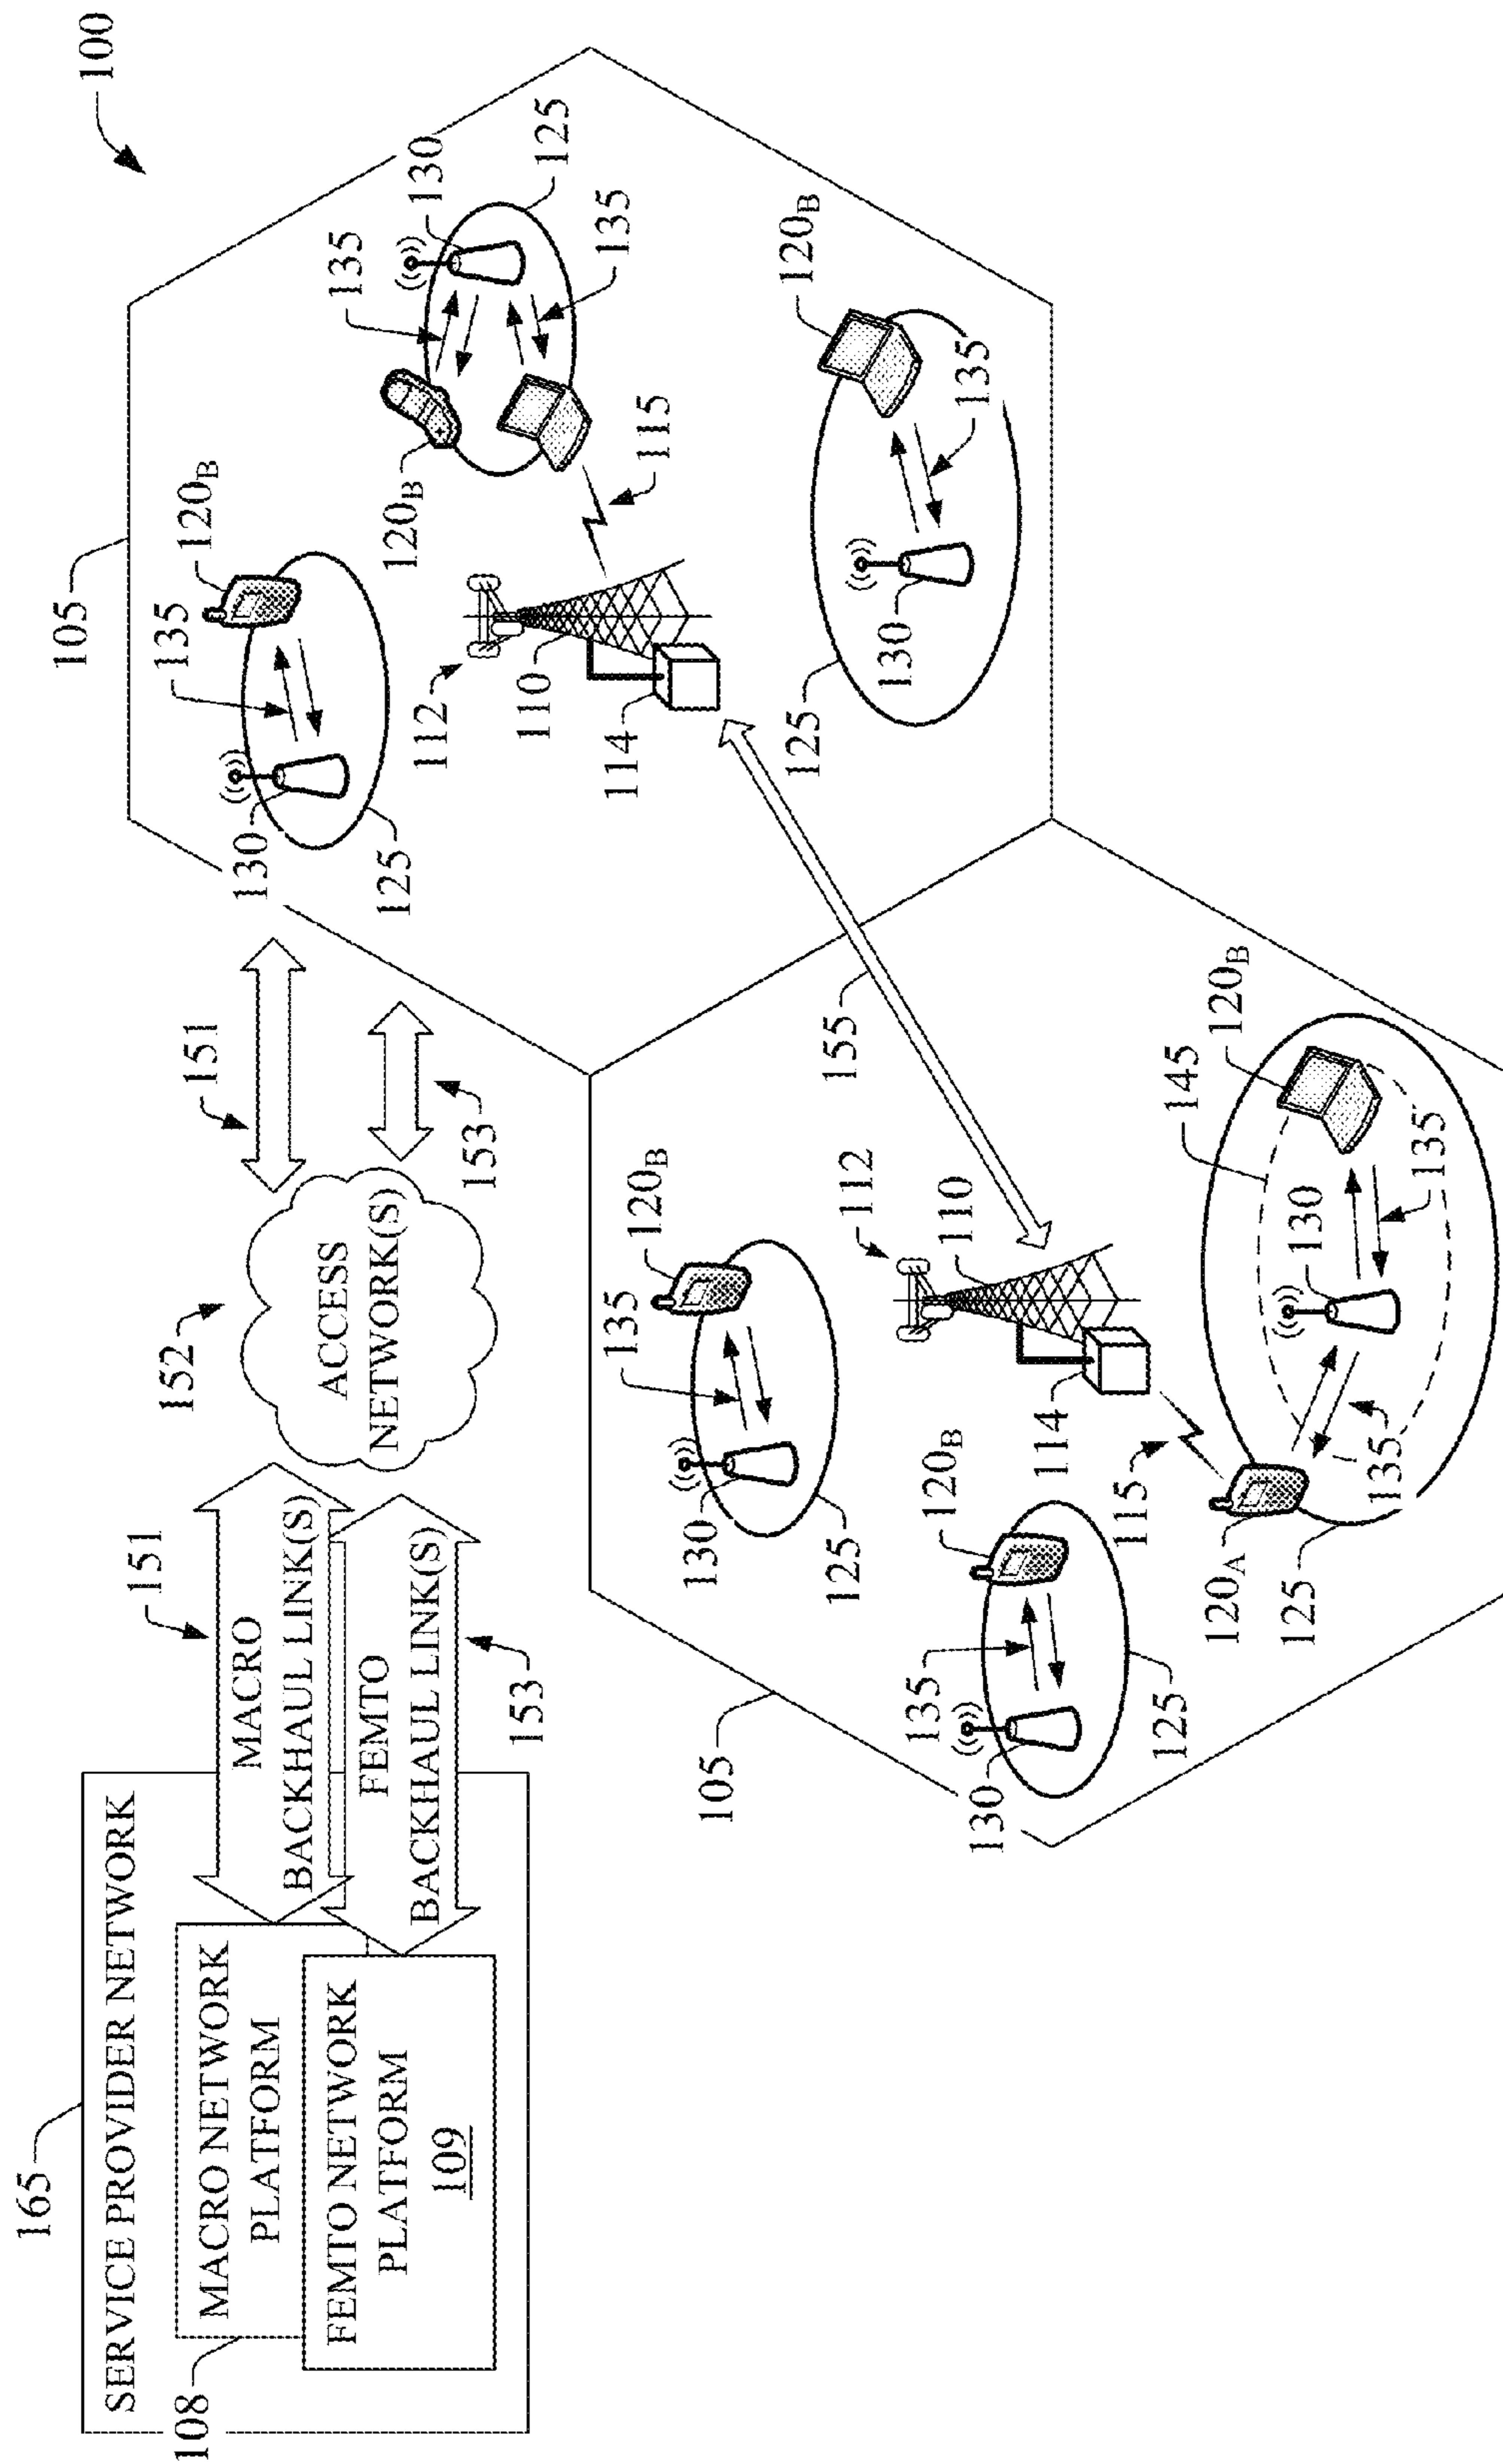 100
165
SERVICE PROVIDER NETWORK
108
MACRO NETWORK
PLATFORM
FEMTO NETWORK
PLATFORM
109
151
MACRO
BACKHAUL LINK(S)
FEMTO
BACKHAUL LINK(S)
153
152
ACCESS
NETWORK(S)
151
153
105
130
135
120B
125
112
110
114
115
120B
135
130
125
135
125
130
120B
135
155
105
130
135
120B
125
130
135
120B
125
112
110
114
115
120A
125
135
130
145
120B
135